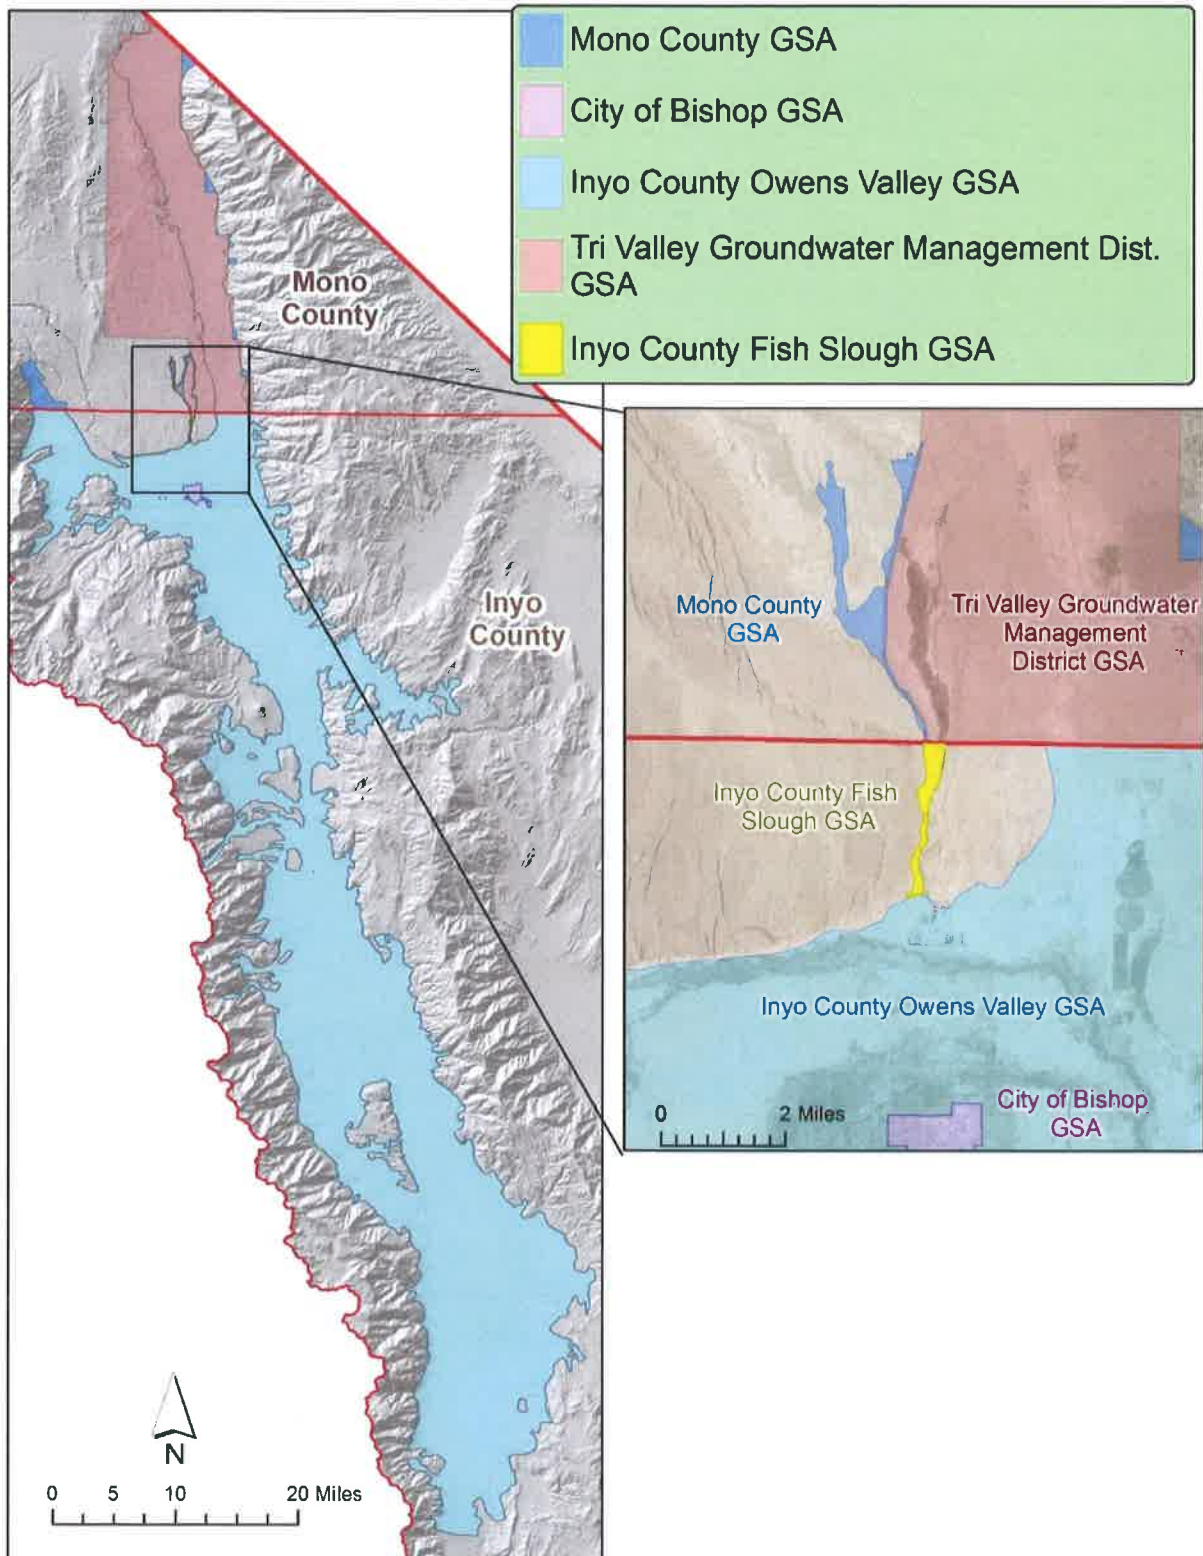 Mono County GSA
City of Bishop GSA
Inyo County Owens Valley GSA
Tri Valley Groundwater Management Dist.
GSA
Inyo County Fish Slough GSA
Mono
County
Inyo
County
Mono County
GSA
Tri Valley Groundwater
Management
District GSA
Inyo County Fish
Slough GSA
Inyo County Owens Valley GSA
City of Bishop
GSA
0 2 Miles
N
0 5 10 20 Miles